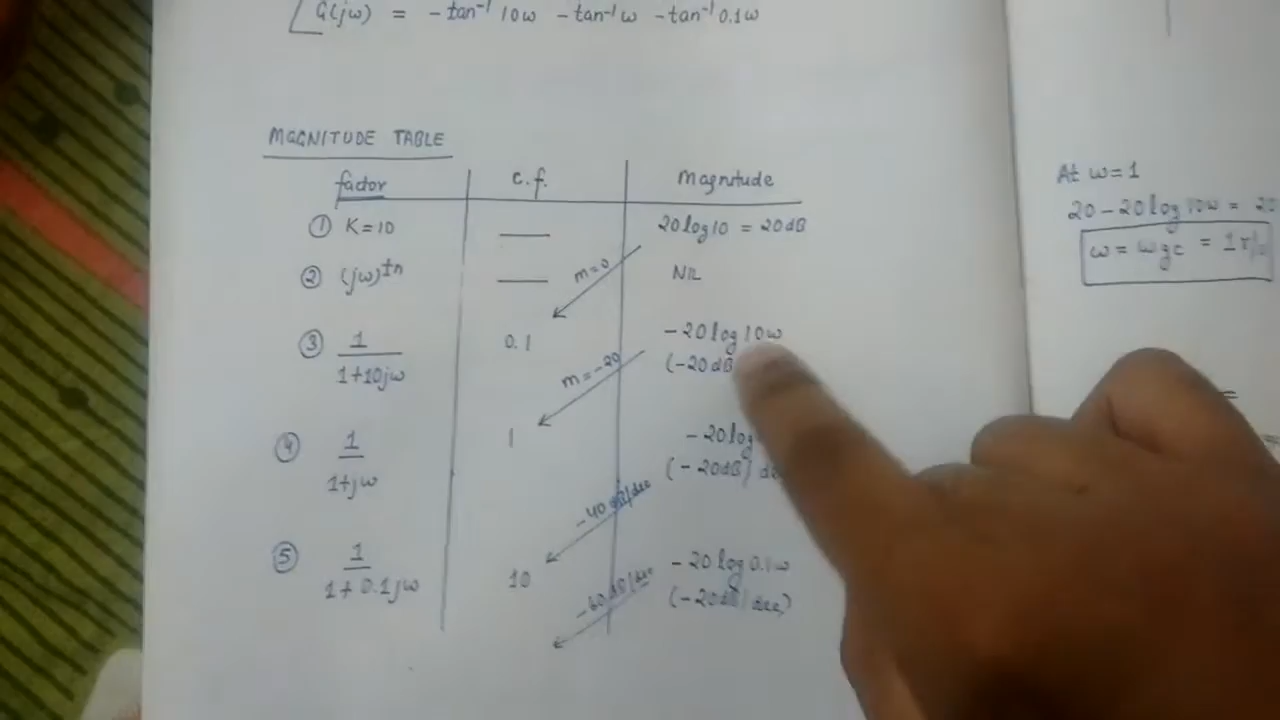 G(jω) = -tan⁻¹ 10ω -tan⁻¹ω -tan⁻¹ 0.1ω
MAGNITUDE TABLE
factor c.f. Magnitude
① K=10 — 20log10 = 20dB
m=0
② (jω)^±n — NIL
③ 1/(1+10jω) 0.1 -20log10ω
(-20dB
m=-20
④ 1/(1+jω) 1 -20log
(-20dB) de
-40 dB/dec
⑤ 1/(1+0.1jω) 10 -20log0.1ω
(-20dB/dec)
-60 dB/dec
At ω=1
20-20log10ω = 20
ω = ωgc = 1r/